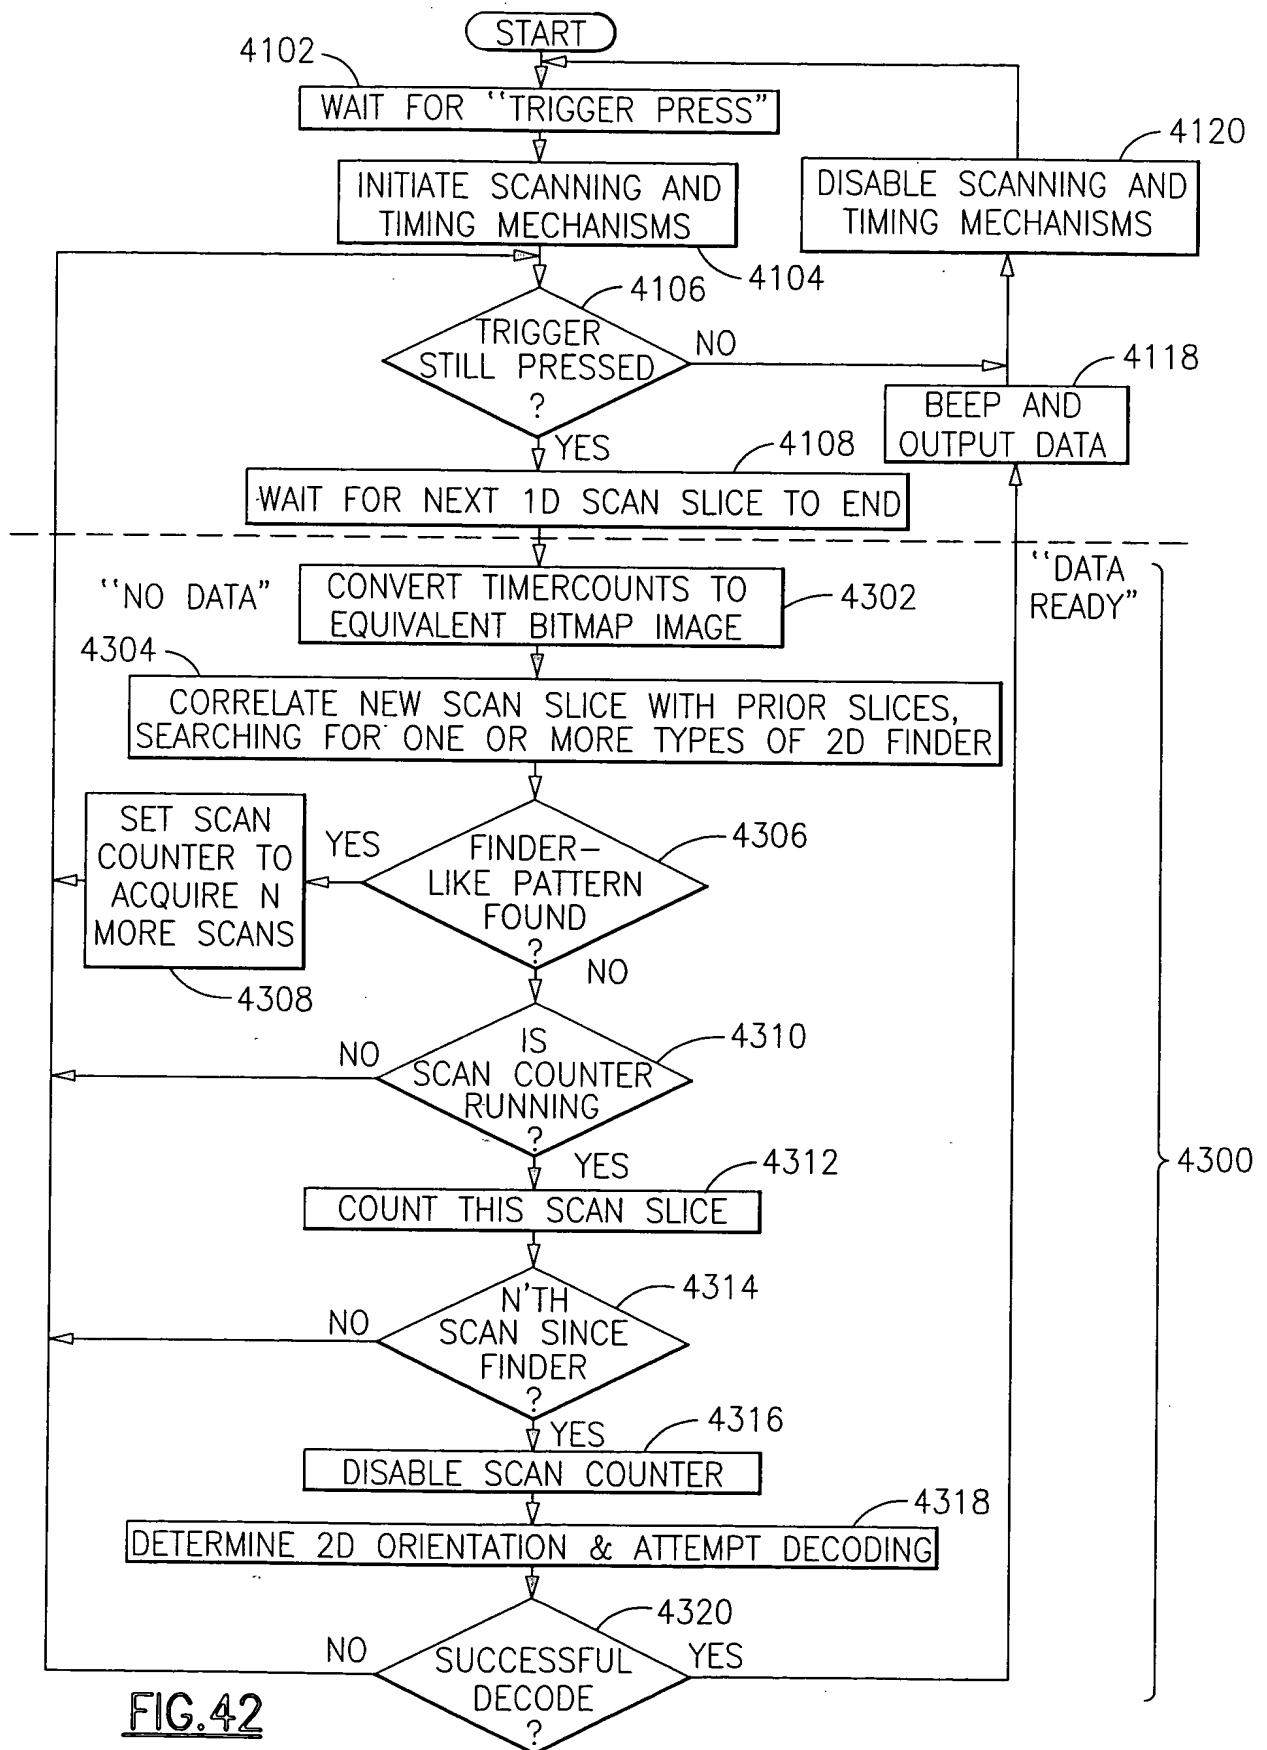 START
4102
WAIT FOR "TRIGGER PRESS"
4120
INITIATE SCANNING AND
TIMING MECHANISMS
DISABLE SCANNING AND
TIMING MECHANISMS
4104
4106
TRIGGER
STILL PRESSED
?
NO
4118
BEEP AND
OUTPUT DATA
YES
4108
WAIT FOR NEXT 1D SCAN SLICE TO END
"NO DATA"
"DATA
READY"
CONVERT TIMERCOUNTS TO
EQUIVALENT BITMAP IMAGE
4302
4304
CORRELATE NEW SCAN SLICE WITH PRIOR SLICES,
SEARCHING FOR ONE OR MORE TYPES OF 2D FINDER
SET SCAN
COUNTER TO
ACQUIRE N
MORE SCANS
YES
4306
FINDER-
LIKE PATTERN
FOUND
?
NO
4308
4310
NO
IS
SCAN COUNTER
RUNNING
?
YES
4312
4300
COUNT THIS SCAN SLICE
4314
NO
N'TH
SCAN SINCE
FINDER
?
YES
4316
DISABLE SCAN COUNTER
4318
DETERMINE 2D ORIENTATION & ATTEMPT DECODING
4320
NO
SUCCESSFUL
DECODE
?
YES
FIG.42